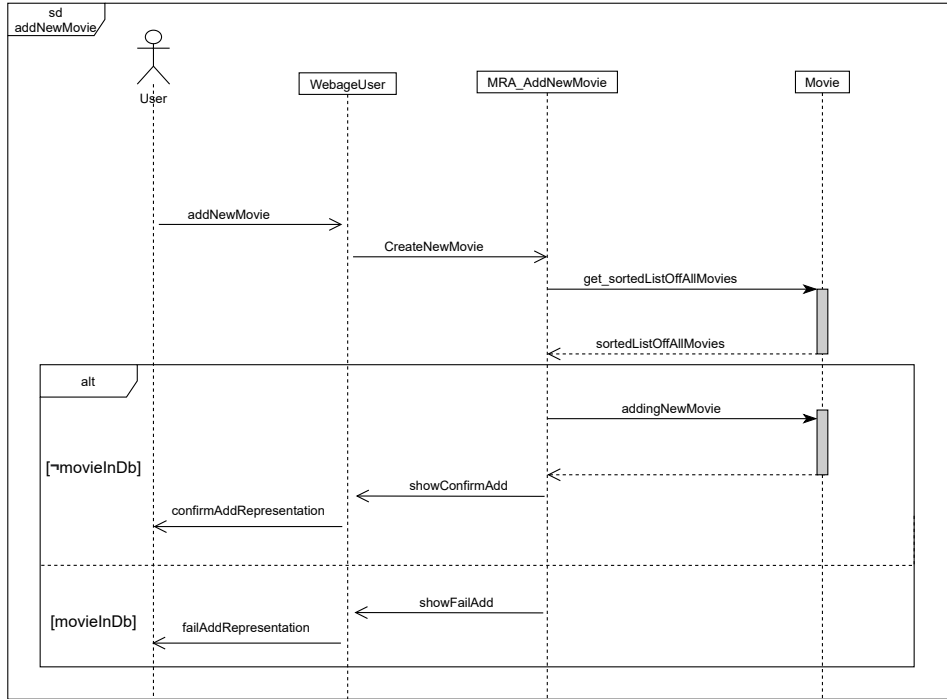 sd
addNewMovie
User
WebageUser
MRA_AddNewMovie
Movie
addNewMovie
CreateNewMovie
get_sortedListOffAllMovies
sortedListOffAllMovies
alt
addingNewMovie
[¬movieInDb]
showConfirmAdd
confirmAddRepresentation
showFailAdd
[movieInDb]
failAddRepresentation